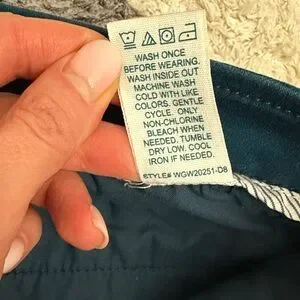 WASH ONCE
BEFORE WEARING.
WASH INSIDE OUT
MACHINE WASH
COLD WITH LIKE
COLORS. GENTLE
CYCLE. ONLY
NON-CHLORINE
BLEACH WHEN
NEEDED. TUMBLE
DRY LOW. COOL
IRON IF NEEDED.
STYLE# WGW20251-D8